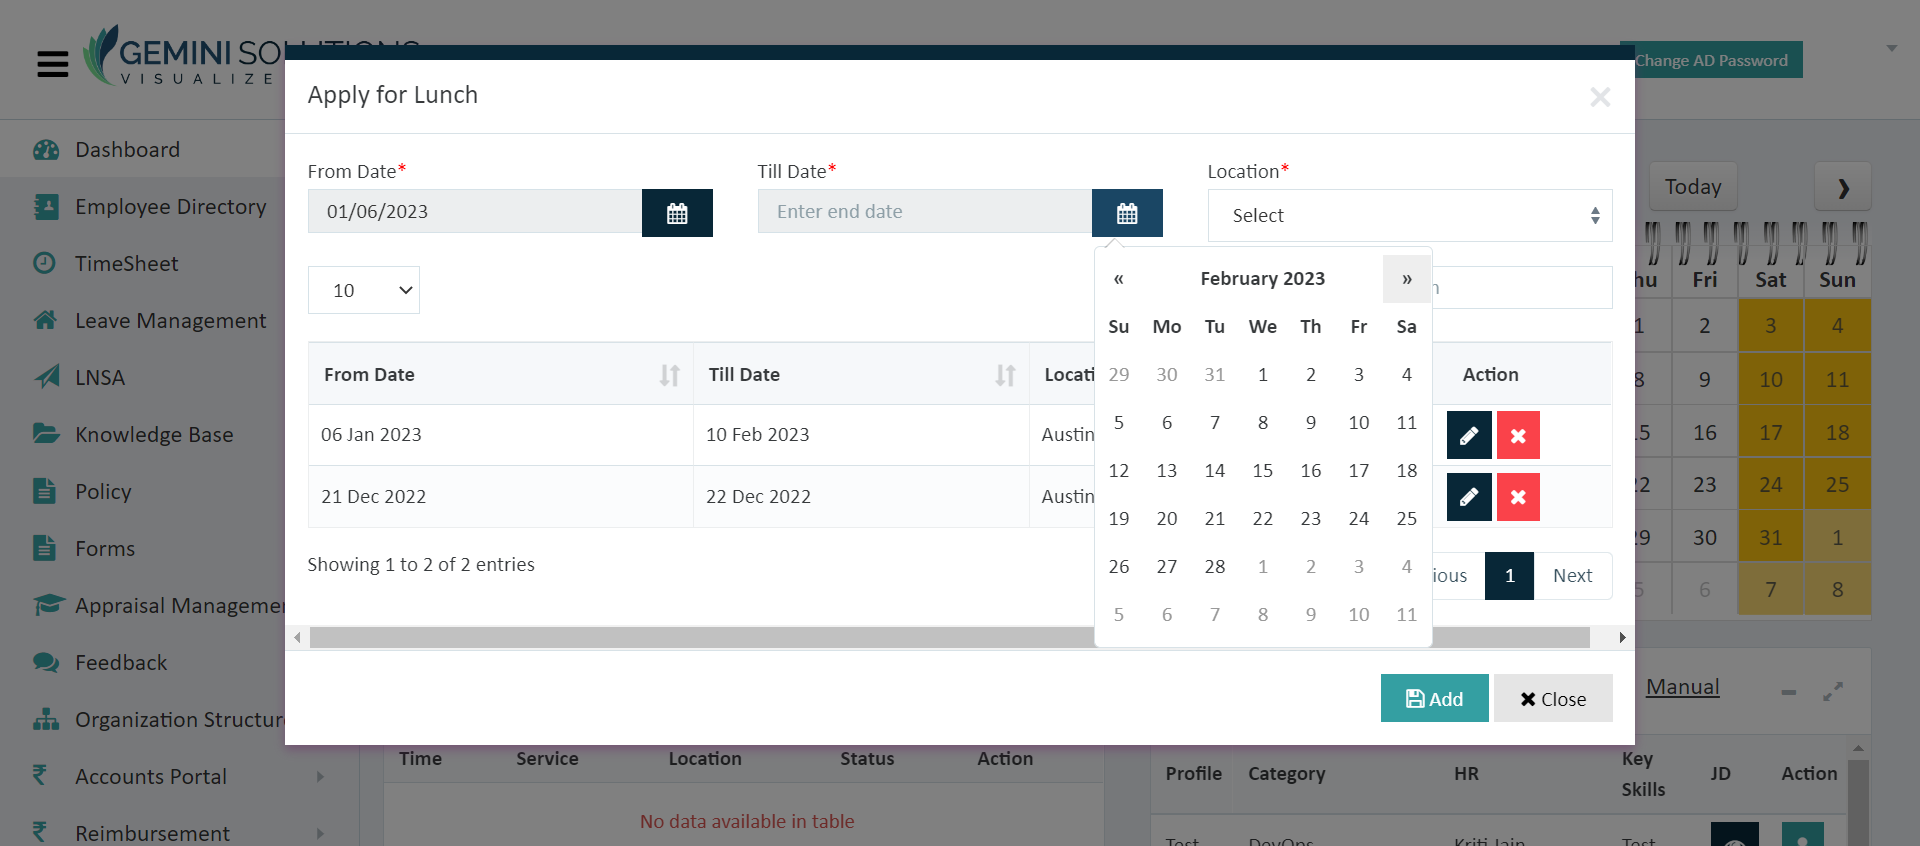 GEMINI SOLUTIONS
VISUALIZE
Change AD Password
Apply for Lunch
×
Dashboard
Employee Directory
TimeSheet
Leave Management
LNSA
Knowledge Base
Policy
Forms
Appraisal Managemen
Feedback
Organization Structure
Accounts Portal
Reimbursement
From Date*
Till Date*
Location*
01/06/2023
Enter end date
Select
10
From Date
Till Date
Locati
Action
06 Jan 2023
10 Feb 2023
Austin
21 Dec 2022
22 Dec 2022
Austin
Showing 1 to 2 of 2 entries
ious
1
Next
« February 2023 »
Su Mo Tu We Th Fr Sa
29 30 31 1 2 3 4
5 6 7 8 9 10 11
12 13 14 15 16 17 18
19 20 21 22 23 24 25
26 27 28 1 2 3 4
5 6 7 8 9 10 11
Add
Close
Today
hu Fri Sat Sun
1 2 3 4
8 9 10 11
15 16 17 18
22 23 24 25
29 30 31 1
5 6 7 8
Manual
Time Service Location Status Action
No data available in table
Profile Category HR Key Skills JD Action
Test DevOps Kriti Jain Test